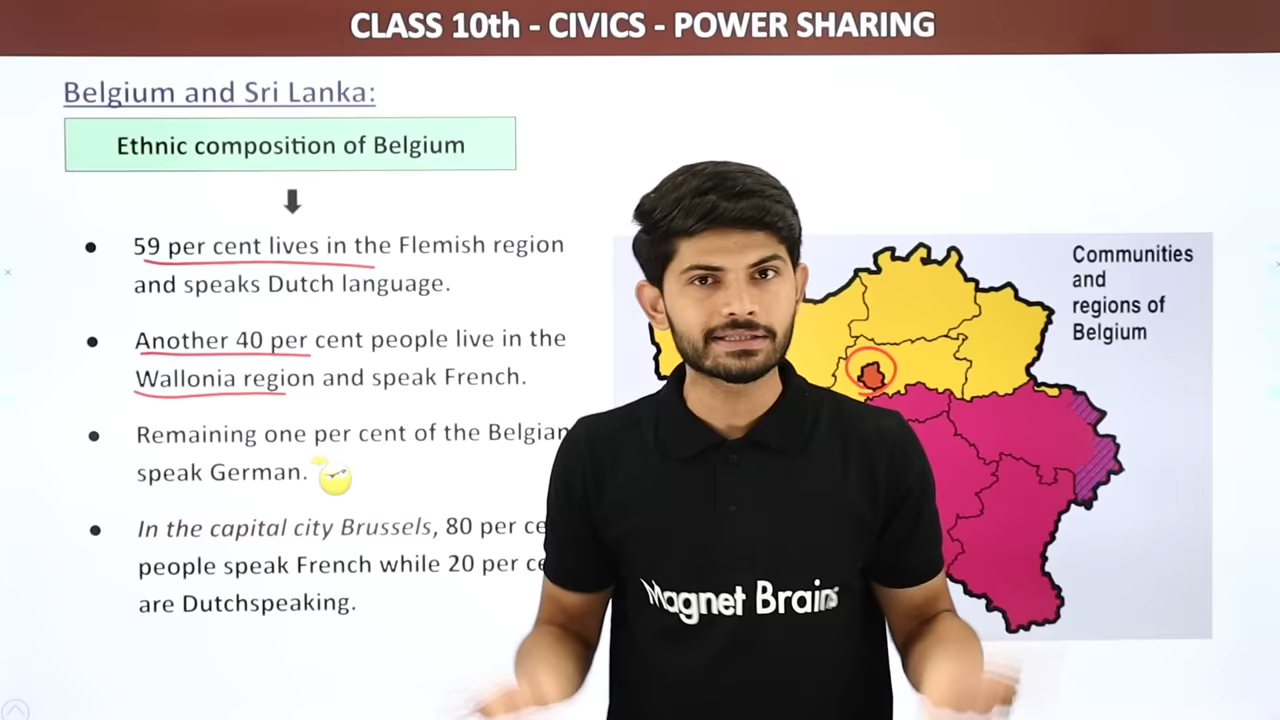 CLASS 10th - CIVICS - POWER SHARING
Belgium and Sri Lanka:
Ethnic composition of Belgium
59 per cent lives in the Flemish region
and speaks Dutch language.
Another 40 per cent people live in the
Wallonia region and speak French.
Remaining one per cent of the Belgian
speak German.
In the capital city Brussels, 80 per ce
people speak French while 20 per ce
are Dutchspeaking.
Communities
and
regions of
Belgium
Magnet Brains